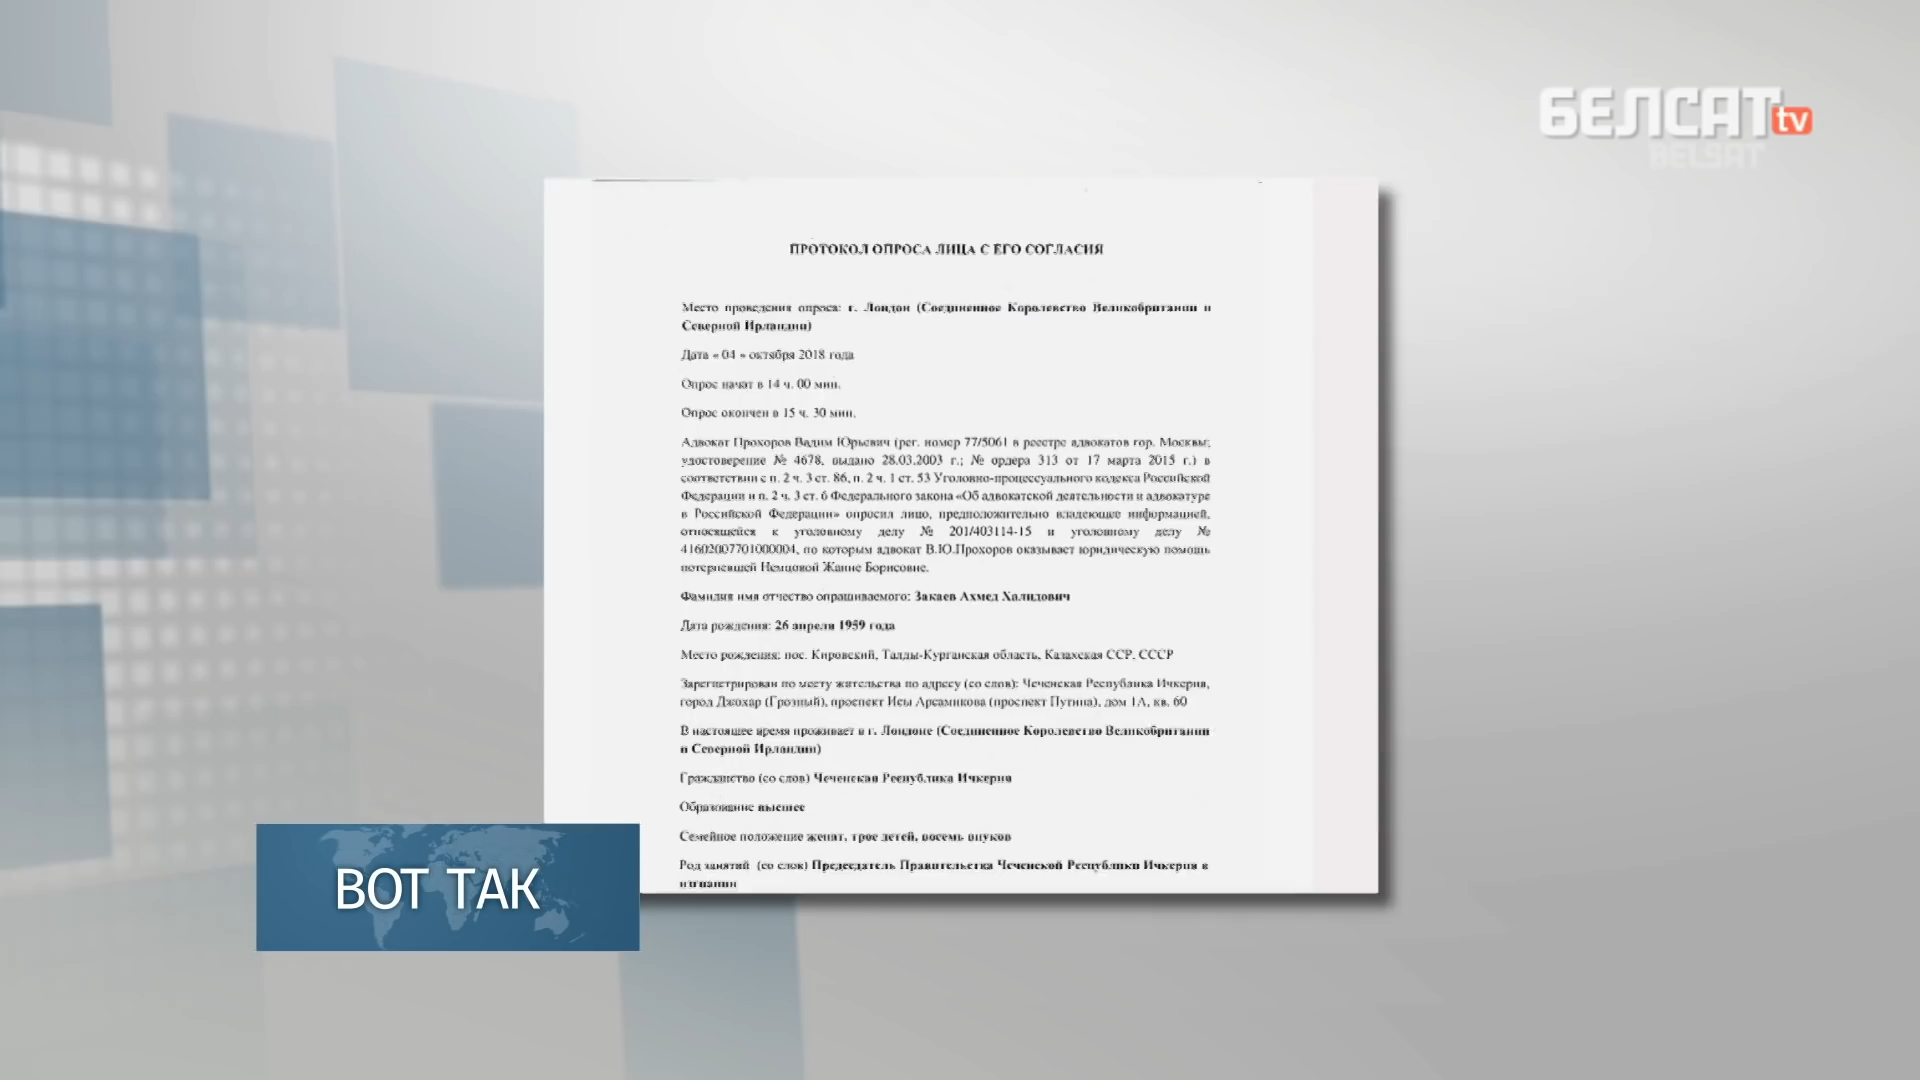 БЕЛСАТ tv
BELSAT
ПРОТОКОЛ ОПРОСА ЛИЦА С ЕГО СОГЛАСИЯ
Место проведения опроса: г. Лондон (Соединенное Королевство Великобритании и
Северной Ирландии)
Дата « 04 » октября 2018 года
Опрос начат в 14 ч. 00 мин.
Опрос окончен в 15 ч. 30 мин.
Адвокат Прохоров Вадим Юрьевич (рег. номер 77/5061 в реестре адвокатов гор. Москвы;
удостоверение № 4678, выдано 28.03.2003 г.; № ордера 313 от 17 марта 2015 г.) в
соответствии с п. 2 ч. 3 ст. 86, п. 2 ч. 1 ст. 53 Уголовно-процессуального кодекса Российской
Федерации и п. 2 ч. 3 ст. 6 Федерального закона «Об адвокатской деятельности и адвокатуре
в Российской Федерации» опросил лицо, предположительно владеющее информацией,
относящейся к уголовному делу № 201/403114-15 и уголовному делу №
41602007701000004, по которым адвокат В.Ю.Прохоров оказывает юридическую помощь
потерпевшей Немцовой Жанне Борисовне.
Фамилия имя отчество опрашиваемого: Закаев Ахмед Халидович
Дата рождения: 26 апреля 1959 года
Место рождения: пос. Кировский, Талды-Курганская область, Казахская ССР, СССР
Зарегистрирован по месту жительства по адресу (со слов): Чеченская Республика Ичкерия,
город Джохар (Грозный), проспект Исы Арсамикова (проспект Путина), дом 1А, кв. 60
В настоящее время проживает в г. Лондоне (Соединенное Королевство Великобритании
и Северной Ирландии)
Гражданство (со слов) Чеченская Республика Ичкерия
Образование высшее
Семейное положение женат, трое детей, восемь внуков
Род занятий (со слов) Председатель Правительства Чеченской Республики Ичкерия в
изгнании
ВОТ ТАК